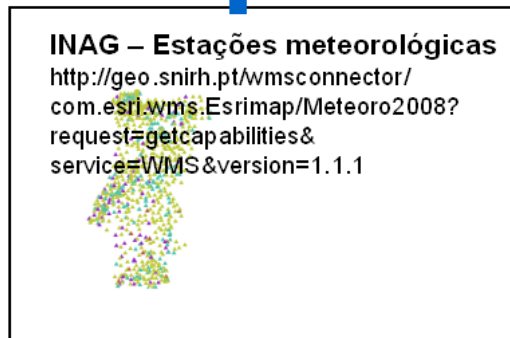 INAG – Estações meteorológicas
http://geo.snirh.pt/wmsconnector/
com.esri.wms.Esrimap/Meteoro2008?
request=getcapabilities&
service=WMS&version=1.1.1